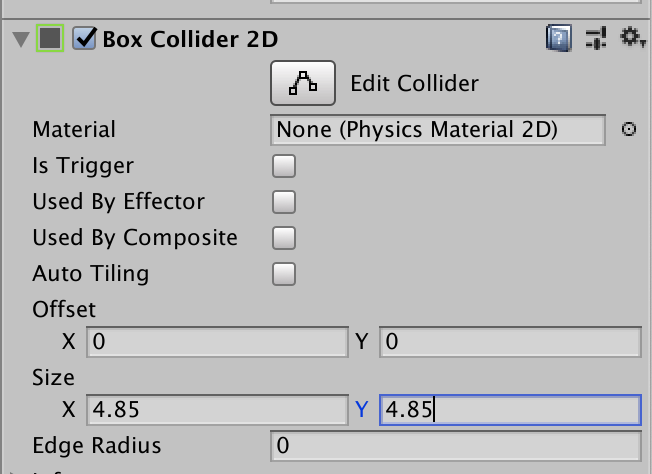 Box Collider 2D
Edit Collider
Material None (Physics Material 2D)
Is Trigger
Used By Effector
Used By Composite
Auto Tiling
Offset
X 0 Y 0
Size
X 4.85 Y 4.85
Edge Radius 0